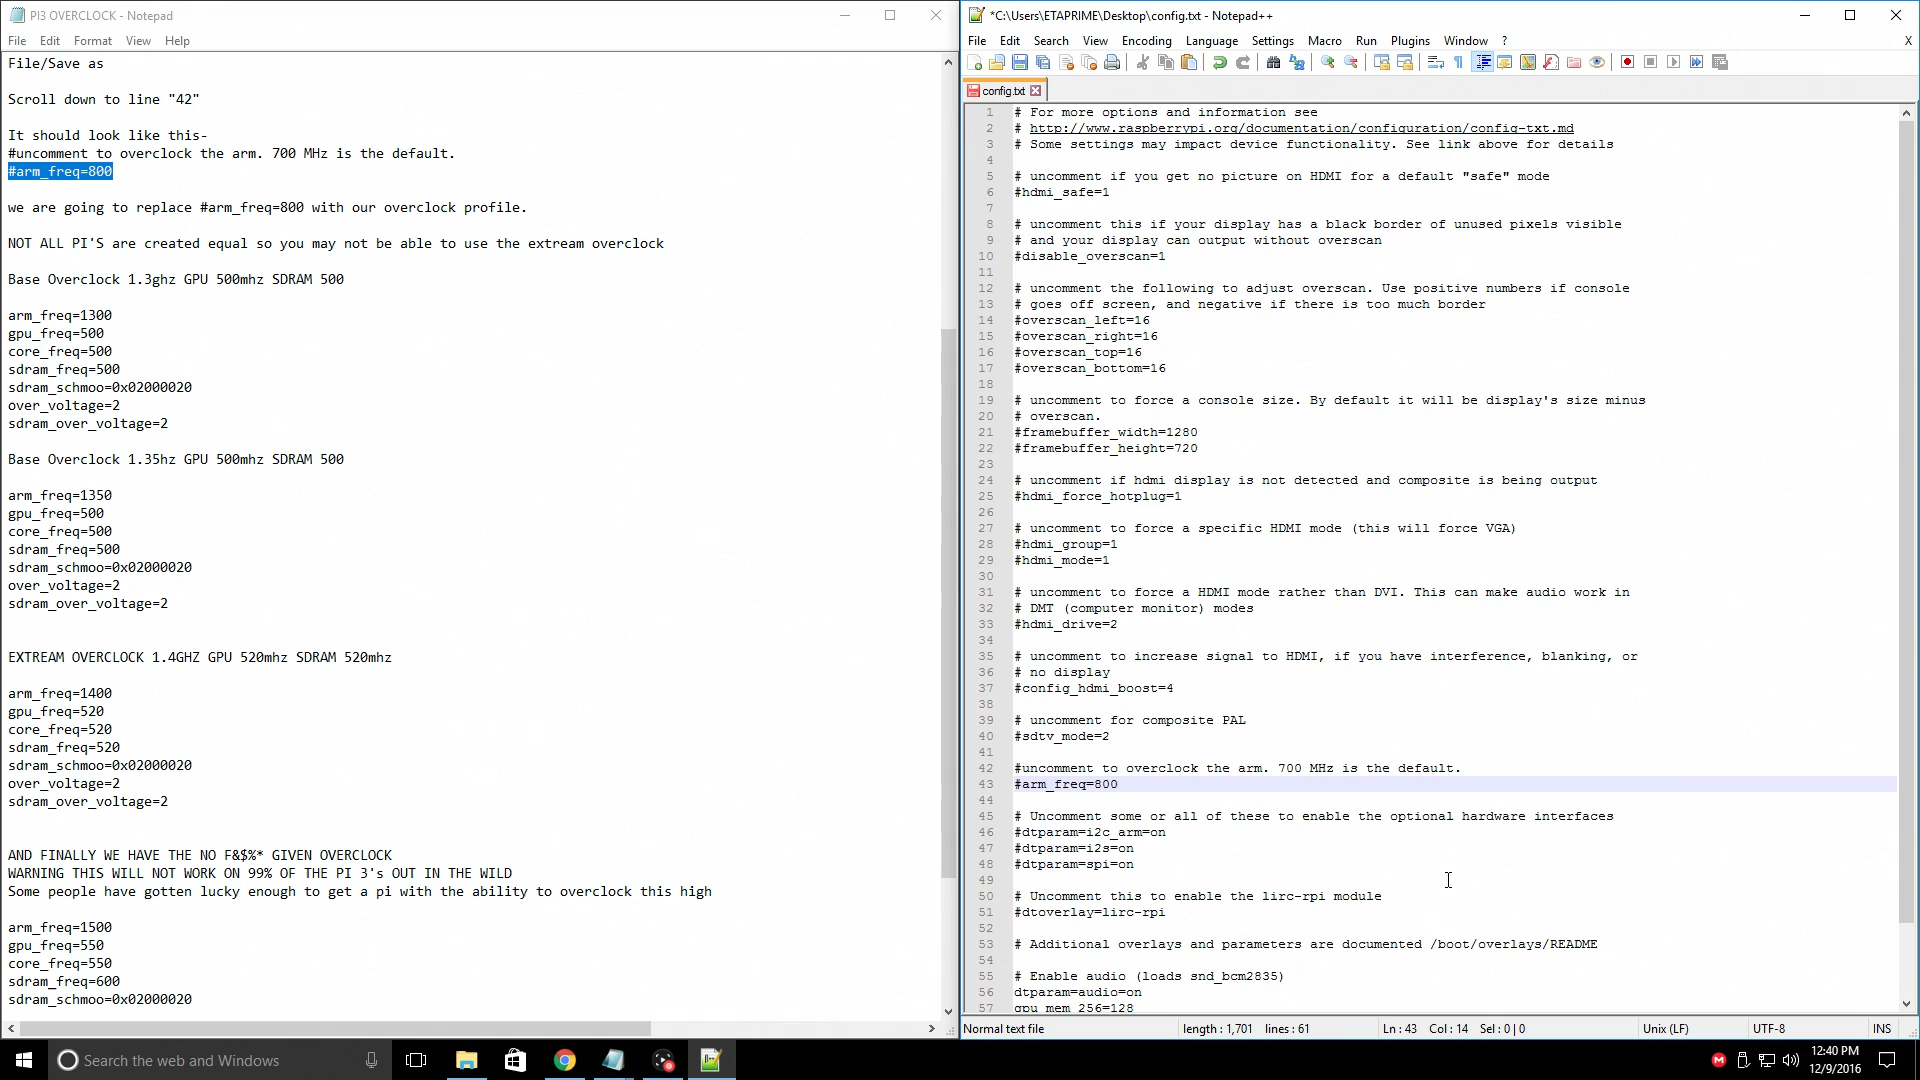 PI3 OVERCLOCK - Notepad
File Edit Format View Help
File/Save as
Scroll down to line "42"
It should look like this-
#uncomment to overclock the arm. 700 MHz is the default.
#arm_freq=800
we are going to replace #arm_freq=800 with our overclock profile.
NOT ALL PI'S are created equal so you may not be able to use the extream overclock
Base Overclock 1.3ghz GPU 500mhz SDRAM 500
arm_freq=1300
gpu_freq=500
core_freq=500
sdram_freq=500
sdram_schmoo=0x02000020
over_voltage=2
sdram_over_voltage=2
Base Overclock 1.35hz GPU 500mhz SDRAM 500
arm_freq=1350
gpu_freq=500
core_freq=500
sdram_freq=500
sdram_schmoo=0x02000020
over_voltage=2
sdram_over_voltage=2
EXTREAM OVERCLOCK 1.4GHZ GPU 520mhz SDRAM 520mhz
arm_freq=1400
gpu_freq=520
core_freq=520
sdram_freq=520
sdram_schmoo=0x02000020
over_voltage=2
sdram_over_voltage=2
AND FINALLY WE HAVE THE NO F&$%* GIVEN OVERCLOCK
WARNING THIS WILL NOT WORK ON 99% OF THE PI 3's OUT IN THE WILD
Some people have gotten lucky enough to get a pi with the ability to overclock this high
arm_freq=1500
gpu_freq=550
core_freq=550
sdram_freq=600
sdram_schmoo=0x02000020
*C:\Users\ETAPRIME\Desktop\config.txt - Notepad++
File Edit Search View Encoding Language Settings Macro Run Plugins Window ? X
config.txt
1 # For more options and information see
2 # http://www.raspberrypi.org/documentation/configuration/config-txt.md
3 # Some settings may impact device functionality. See link above for details
4
5 # uncomment if you get no picture on HDMI for a default "safe" mode
6 #hdmi_safe=1
7
8 # uncomment this if your display has a black border of unused pixels visible
9 # and your display can output without overscan
10 #disable_overscan=1
11
12 # uncomment the following to adjust overscan. Use positive numbers if console
13 # goes off screen, and negative if there is too much border
14 #overscan_left=16
15 #overscan_right=16
16 #overscan_top=16
17 #overscan_bottom=16
18
19 # uncomment to force a console size. By default it will be display's size minus
20 # overscan.
21 #framebuffer_width=1280
22 #framebuffer_height=720
23
24 # uncomment if hdmi display is not detected and composite is being output
25 #hdmi_force_hotplug=1
26
27 # uncomment to force a specific HDMI mode (this will force VGA)
28 #hdmi_group=1
29 #hdmi_mode=1
30
31 # uncomment to force a HDMI mode rather than DVI. This can make audio work in
32 # DMT (computer monitor) modes
33 #hdmi_drive=2
34
35 # uncomment to increase signal to HDMI, if you have interference, blanking, or
36 # no display
37 #config_hdmi_boost=4
38
39 # uncomment for composite PAL
40 #sdtv_mode=2
41
42 #uncomment to overclock the arm. 700 MHz is the default.
43 #arm_freq=800
44
45 # Uncomment some or all of these to enable the optional hardware interfaces
46 #dtparam=i2c_arm=on
47 #dtparam=i2s=on
48 #dtparam=spi=on
49
50 # Uncomment this to enable the lirc-rpi module
51 #dtoverlay=lirc-rpi
52
53 # Additional overlays and parameters are documented /boot/overlays/README
54
55 # Enable audio (loads snd_bcm2835)
56 dtparam=audio=on
57 gpu_mem_256=128
Normal text file length : 1,701 lines : 61 Ln : 43 Col : 14 Sel : 0 | 0 Unix (LF) UTF-8 INS
Search the web and Windows
12:40 PM
12/9/2016